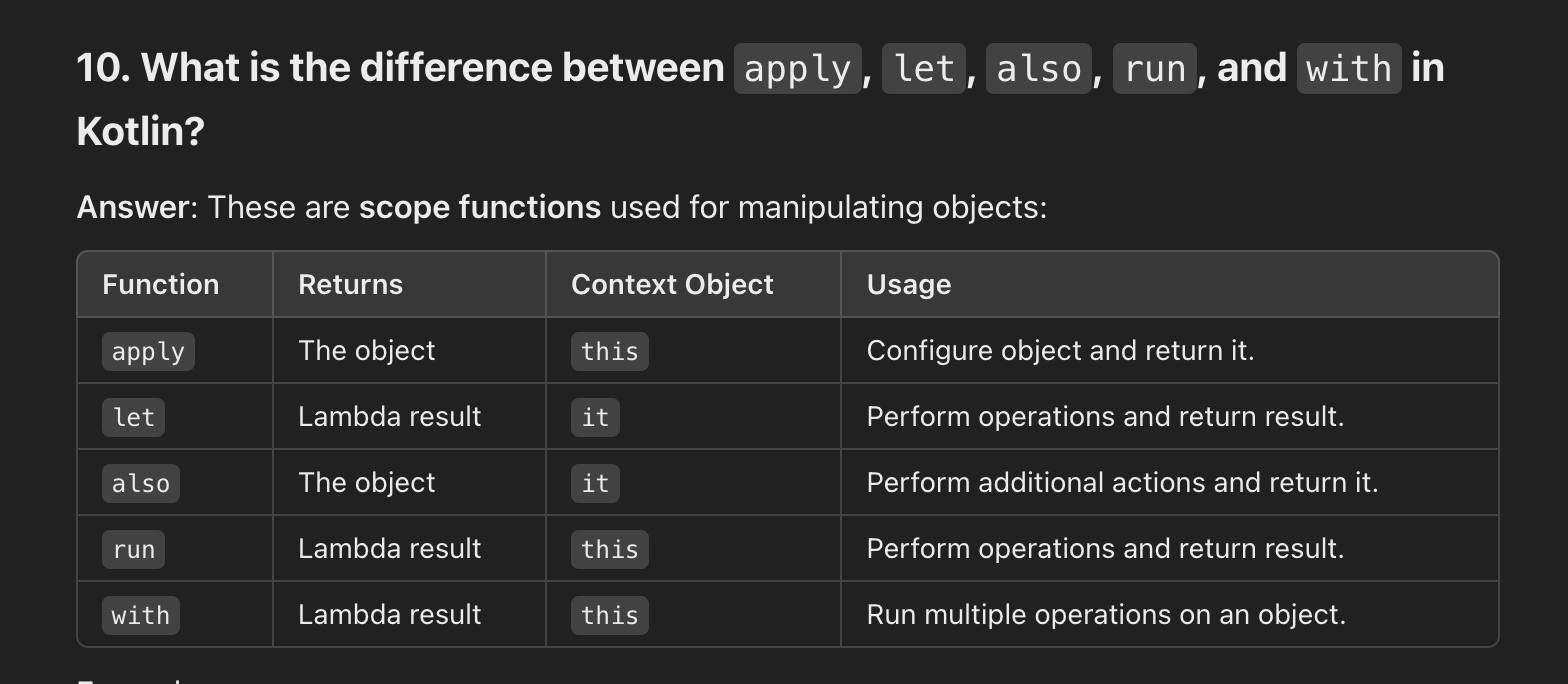 10. What is the difference between apply, let, also, run, and with in
Kotlin?
Answer: These are scope functions used for manipulating objects:
Function Returns Context Object Usage
apply The object this Configure object and return it.
let Lambda result it Perform operations and return result.
also The object it Perform additional actions and return it.
run Lambda result this Perform operations and return result.
with Lambda result this Run multiple operations on an object.